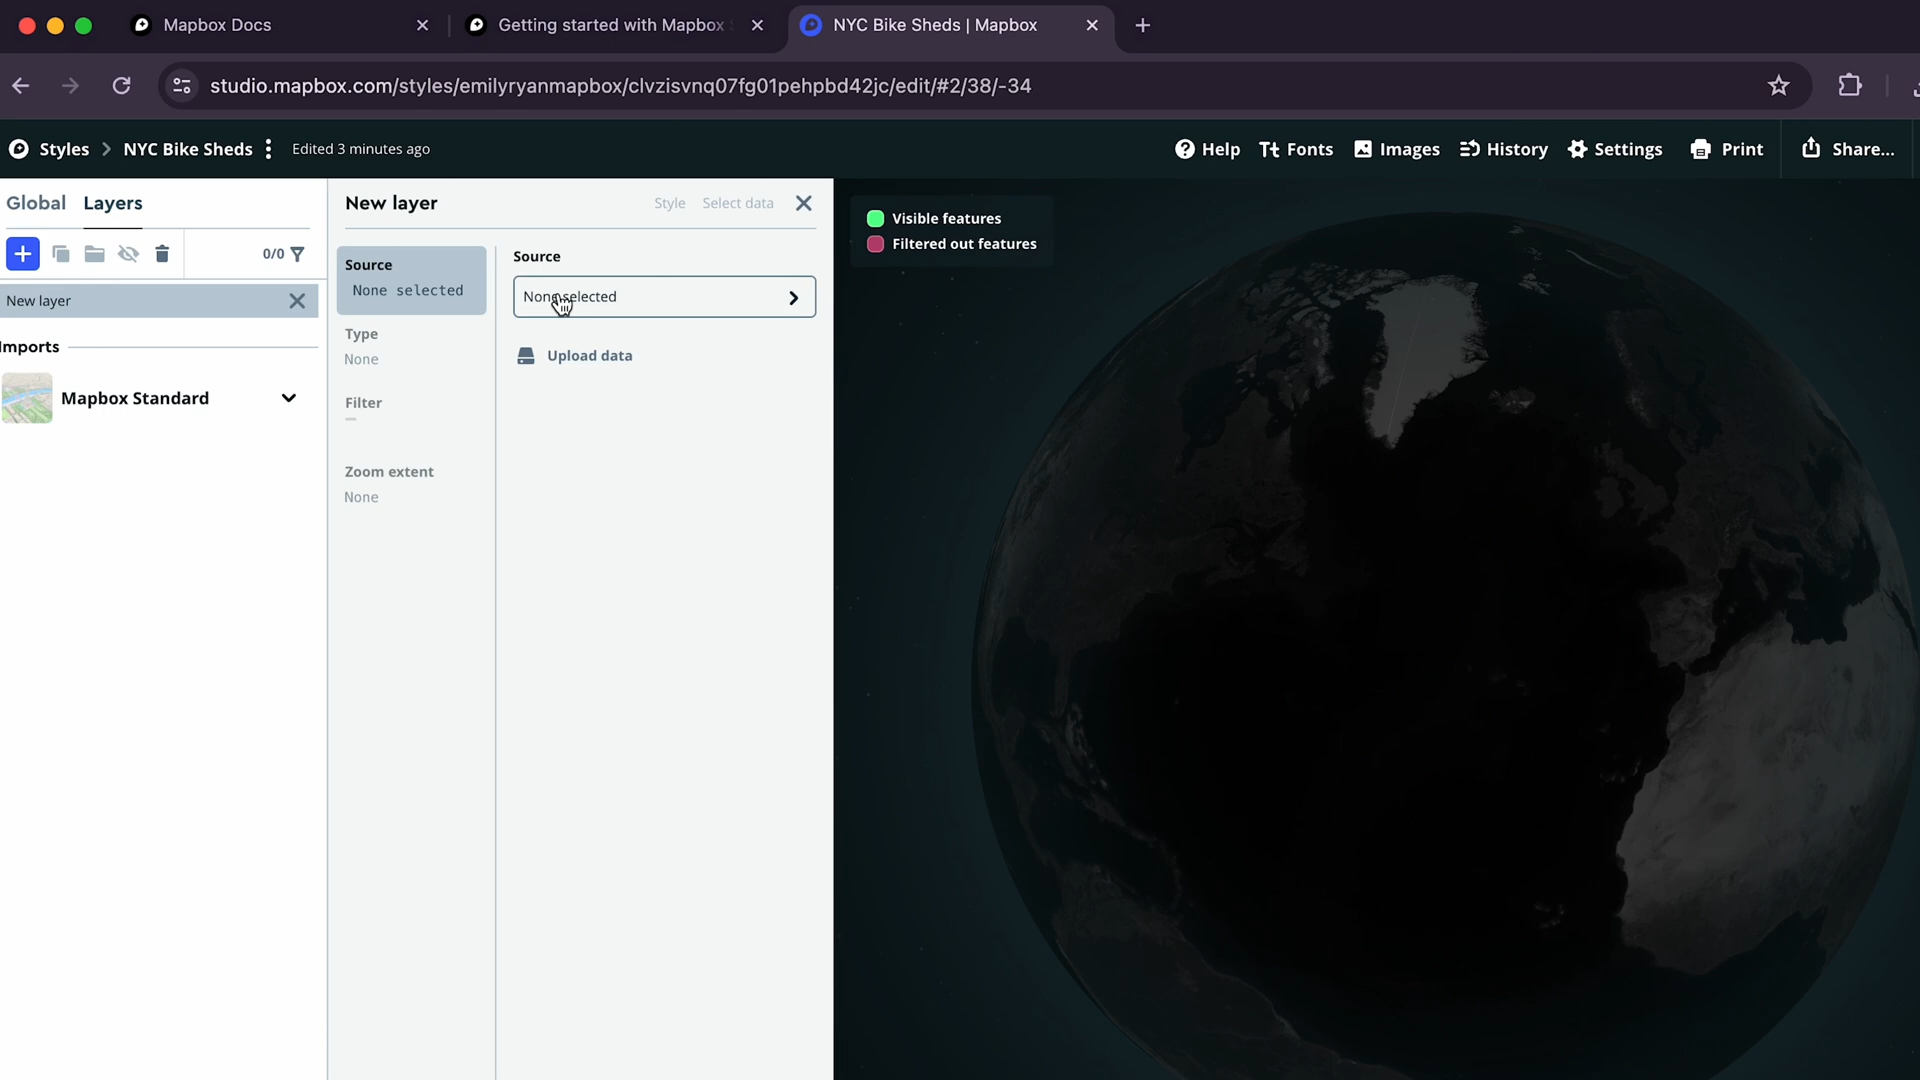 Mapbox Docs
Getting started with Mapbox
NYC Bike Sheds | Mapbox
studio.mapbox.com/styles/emilyryanmapbox/clvzisvnq07fg01pehpbd42jc/edit/#2/38/-34
Styles > NYC Bike Sheds
Edited 3 minutes ago
Help
Fonts
Images
History
Settings
Print
Share...
Global Layers
0/0
New layer
Imports
Mapbox Standard
New layer
Style Select data
Source
None selected
Type
None
Filter
Zoom extent
None
Source
None selected
Upload data
Visible features
Filtered out features